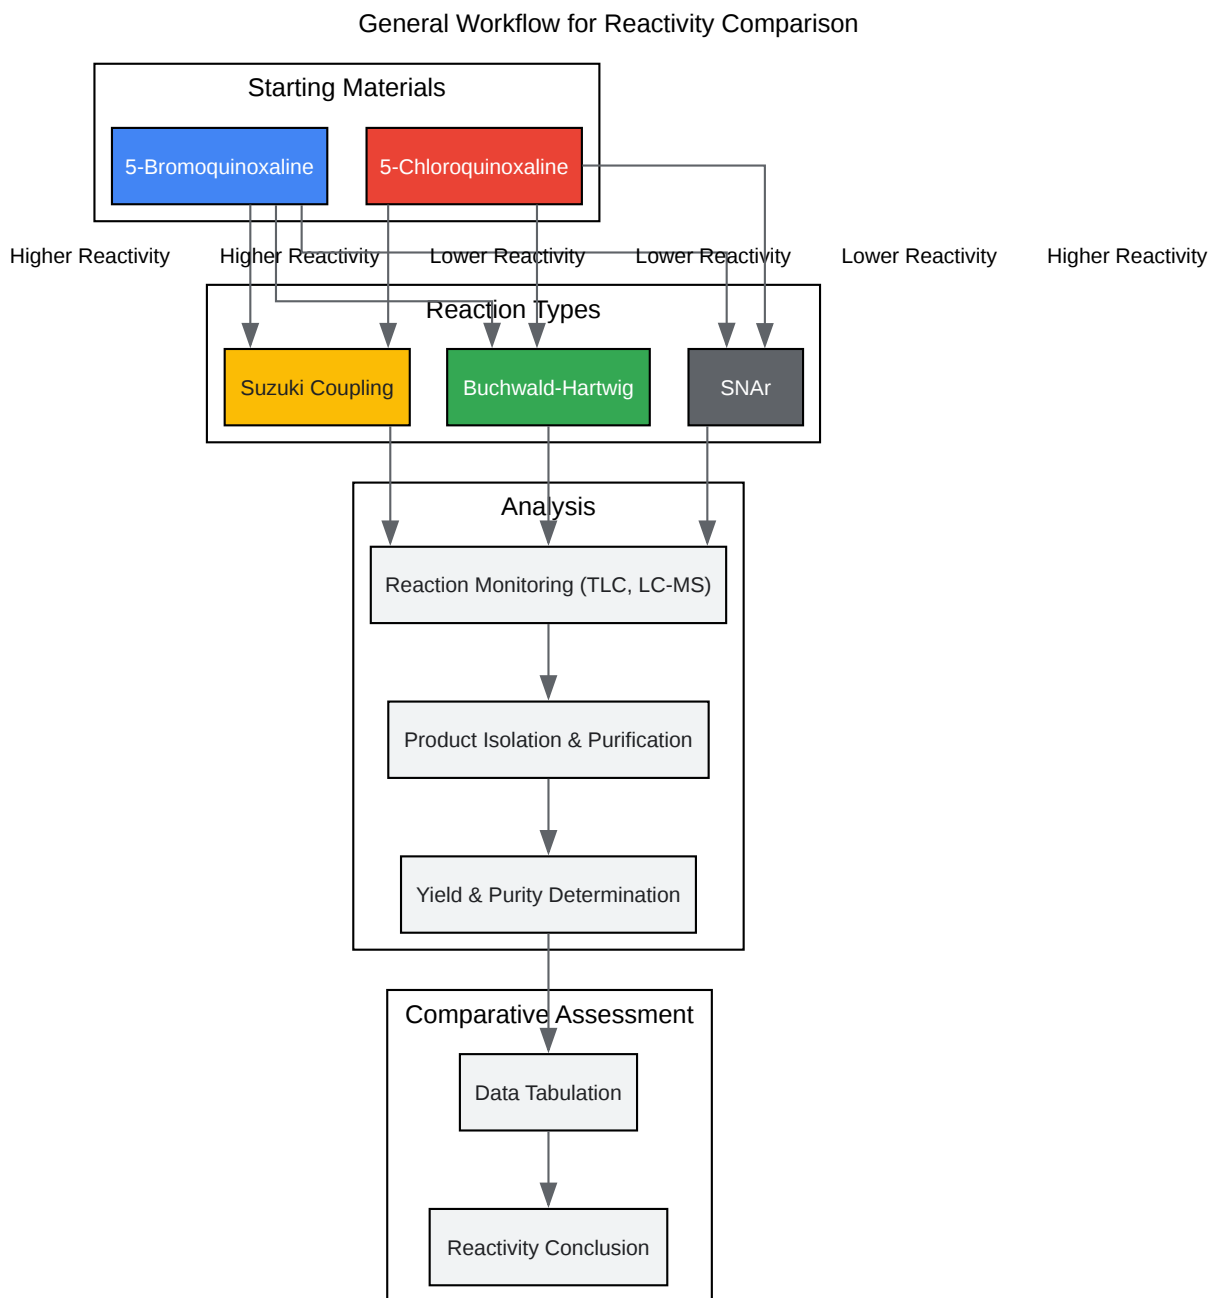 General Workflow for Reactivity Comparison
Starting Materials
5-Bromoquinoxaline
5-Chloroquinoxaline
Higher Reactivity
Higher Reactivity
Lower Reactivity
Lower Reactivity
Lower Reactivity
Higher Reactivity
Reaction Types
Suzuki Coupling
Buchwald-Hartwig
SNAr
Analysis
Reaction Monitoring (TLC, LC-MS)
Product Isolation & Purification
Yield & Purity Determination
Comparative Assessment
Data Tabulation
Reactivity Conclusion